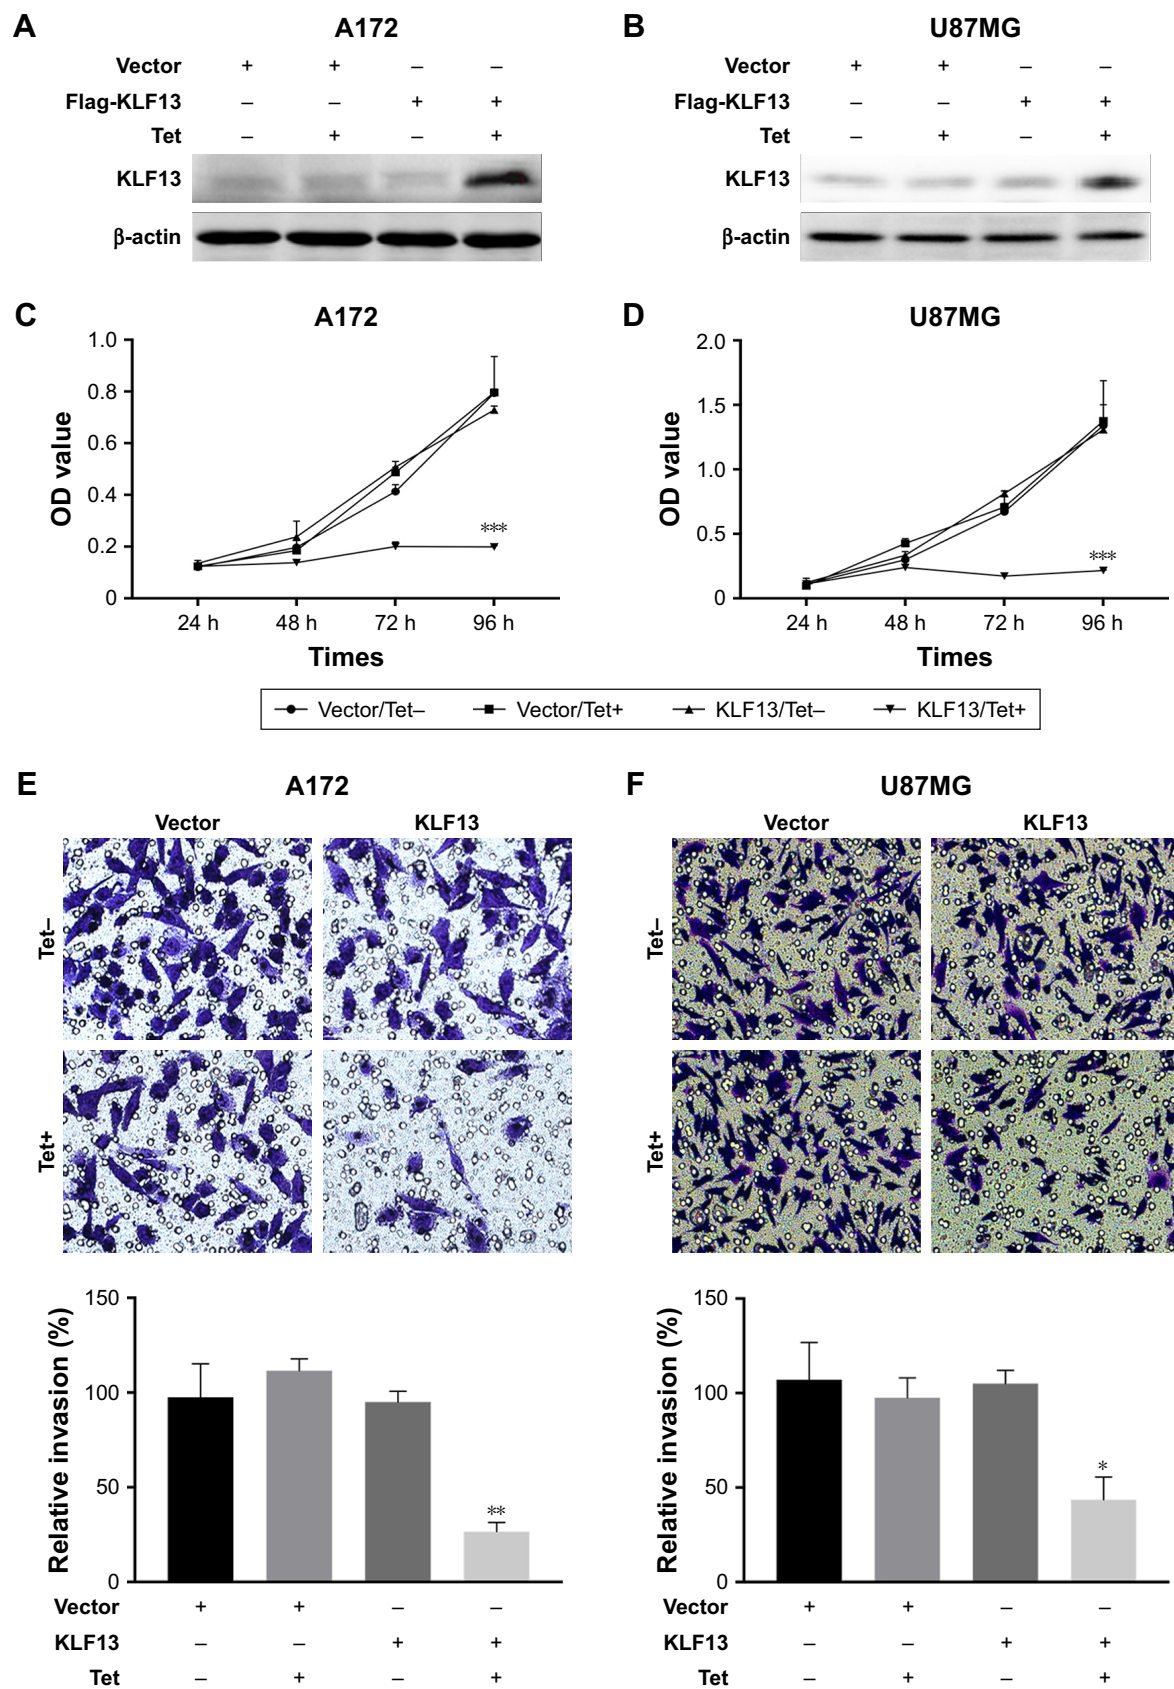 A
A172
Vector + + – –
Flag-KLF13 – – + +
Tet – + – +
KLF13
β-actin
B
U87MG
Vector + + – –
Flag-KLF13 – – + +
Tet – + – +
KLF13
β-actin
C
A172
OD value
1.0
0.8
0.6
0.4
0.2
0
***
24 h 48 h 72 h 96 h
Times
D
U87MG
OD value
2.0
1.5
1.0
0.5
0
***
24 h 48 h 72 h 96 h
Times
Vector/Tet– Vector/Tet+ KLF13/Tet– KLF13/Tet+
E
A172
Vector KLF13
Tet–
Tet+
Relative invasion (%)
150
100
50
0
**
Vector + + – –
KLF13 – – + +
Tet – + – +
F
U87MG
Vector KLF13
Tet–
Tet+
Relative invasion (%)
150
100
50
0
*
Vector + + – –
KLF13 – – + +
Tet – + – +